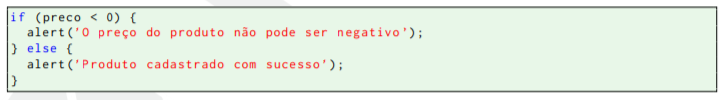 if (preco < 0) {
  alert('O preço do produto não pode ser negativo');
} else {
  alert('Produto cadastrado com sucesso');
}